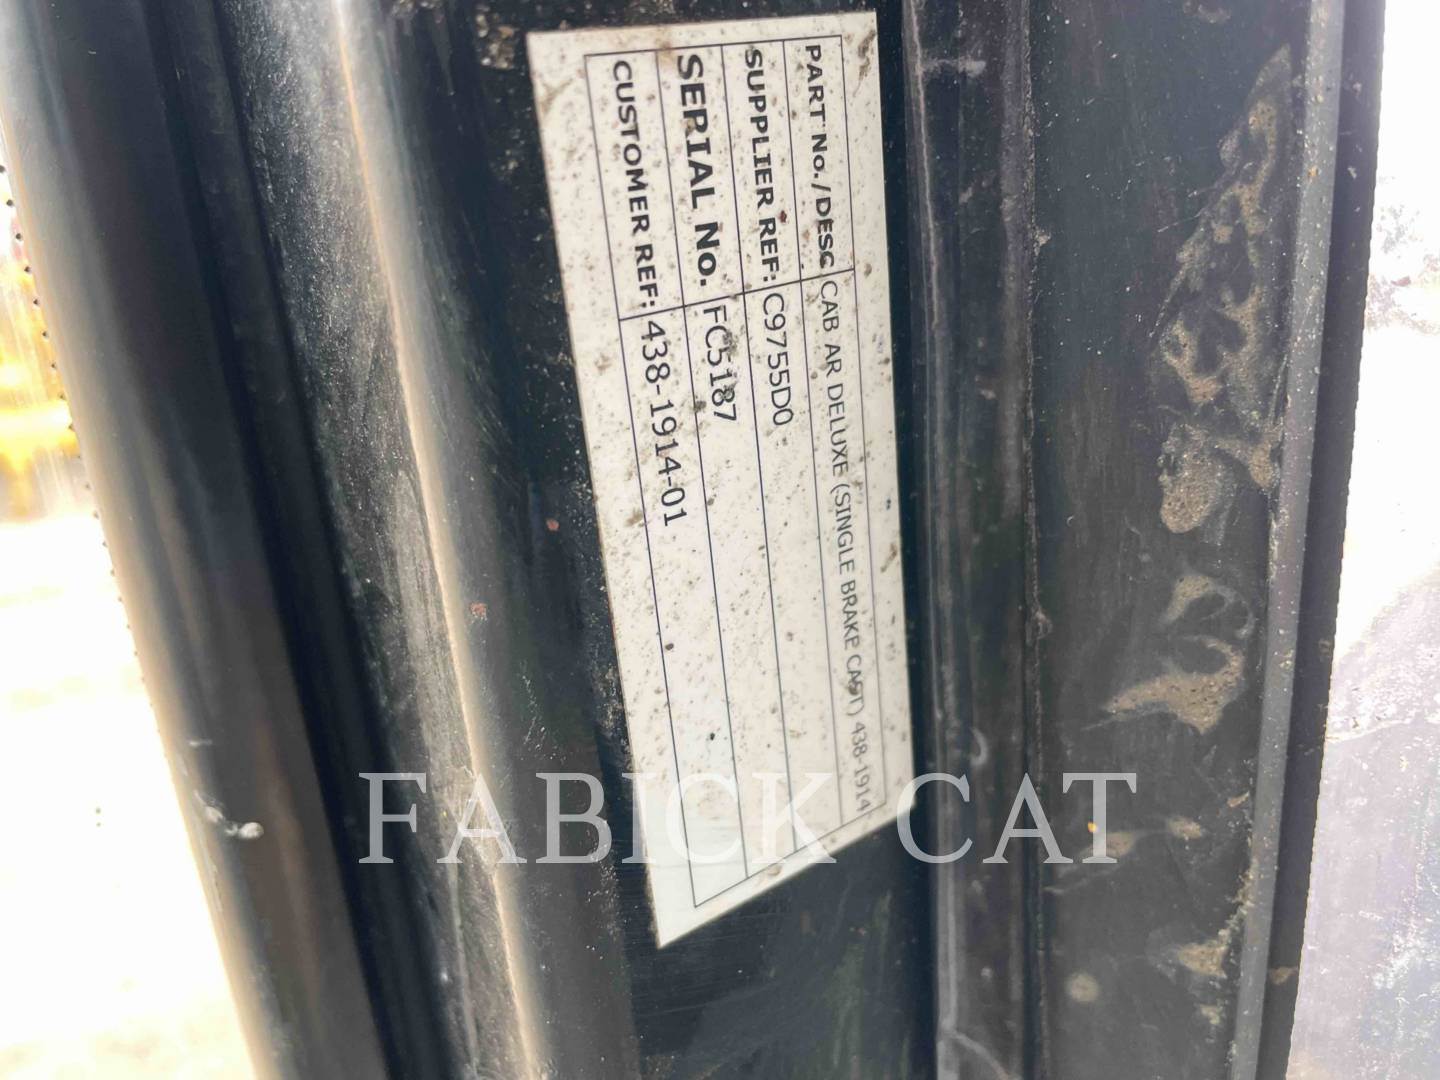 PART No./DESC CAB AR DELUXE (SINGLE BRAKE CAST) 438-1914
SUPPLIER REF: C9755D0
SERIAL No. FC5187
CUSTOMER REF: 438-1914-01
FABICK CAT